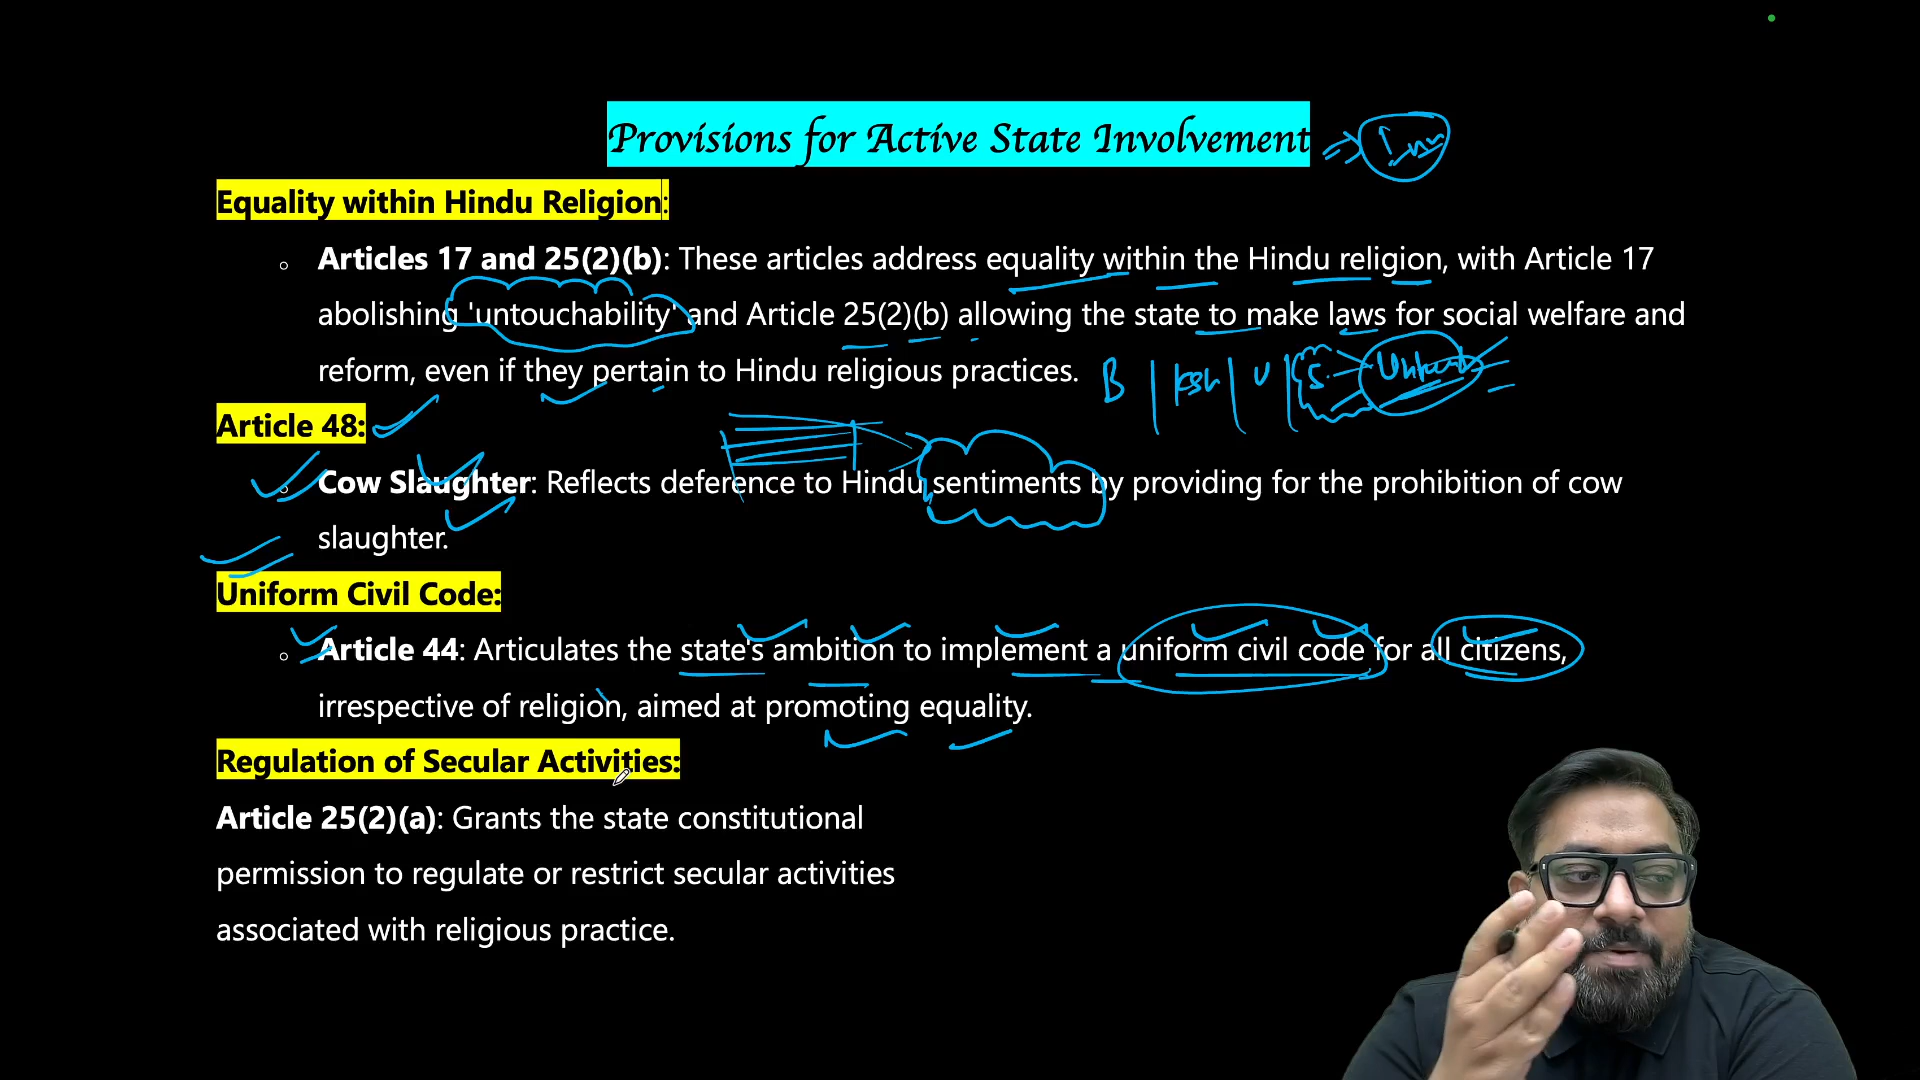 Provisions for Active State Involvement
Equality within Hindu Religion:
Articles 17 and 25(2)(b): These articles address equality within the Hindu religion, with Article 17
abolishing 'untouchability' and Article 25(2)(b) allowing the state to make laws for social welfare and
reform, even if they pertain to Hindu religious practices.
B | Ksh | V | S
Article 48:
Cow Slaughter: Reflects deference to Hindu sentiments by providing for the prohibition of cow
slaughter.
Uniform Civil Code:
Article 44: Articulates the state's ambition to implement a uniform civil code for all citizens,
irrespective of religion, aimed at promoting equality.
Regulation of Secular Activities:
Article 25(2)(a): Grants the state constitutional
permission to regulate or restrict secular activities
associated with religious practice.